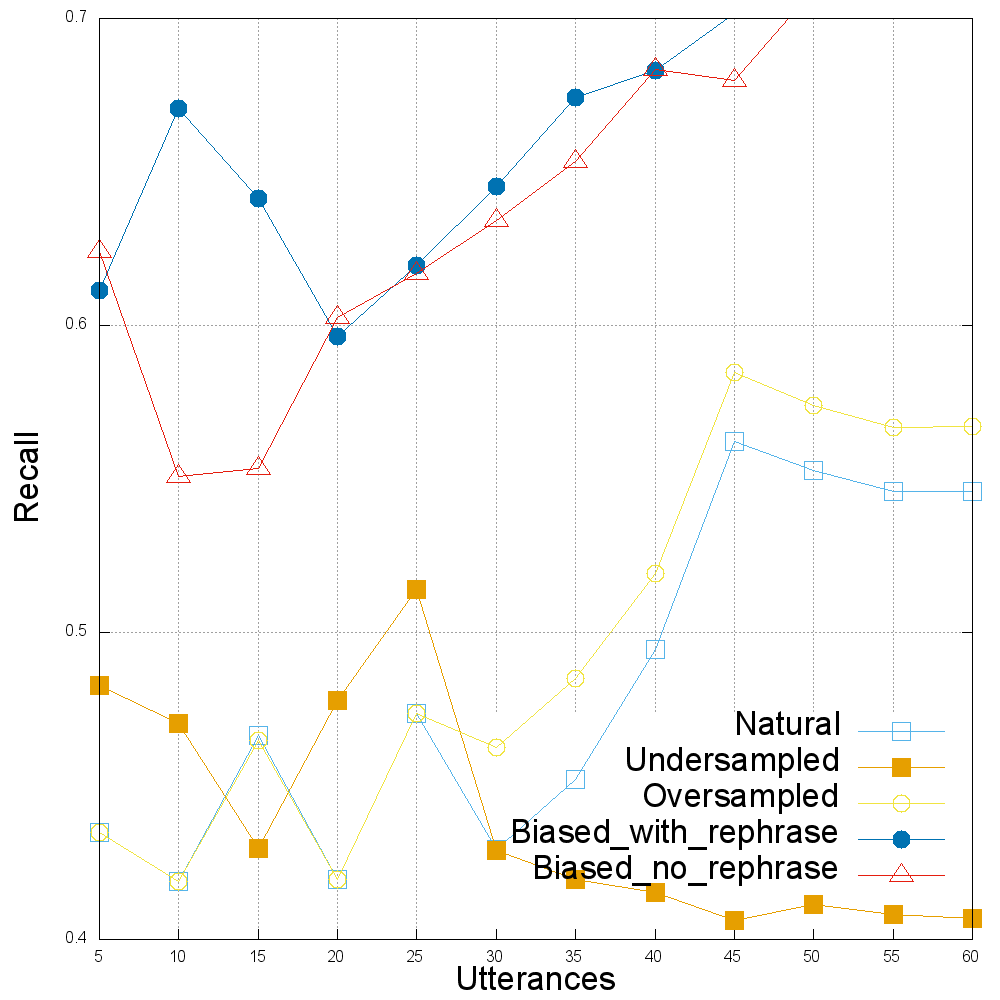 0.7
0.6
0.5
0.4
Recall
Natural
Undersampled
Oversampled
Biased_with_rephrase
Biased_no_rephrase
5 10 15 20 25 30 35 40 45 50 55 60
Utterances